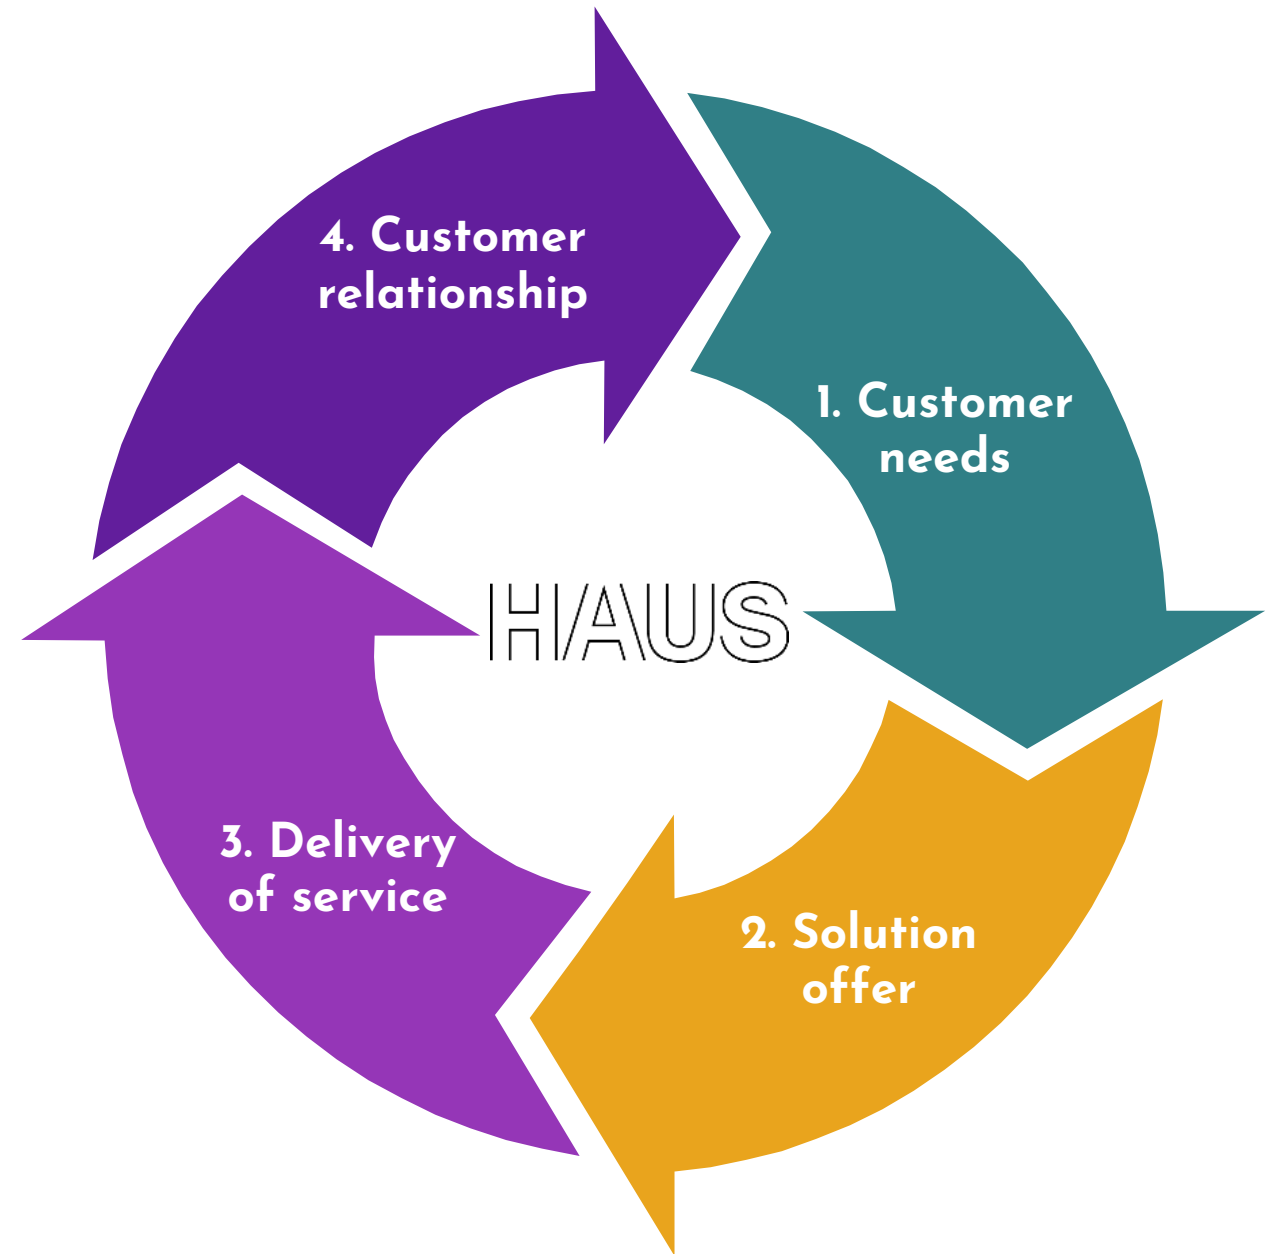 4. Customer
relationship
1. Customer
needs
HAUS
3. Delivery
of service
2. Solution
offer